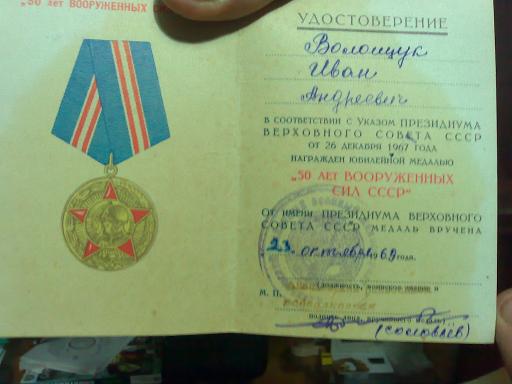 "50 ЛЕТ ВООРУЖЕННЫХ
УДОСТОВЕРЕНИЕ
Волощук
Иван
Андреевич
В СООТВЕТСТВИИ С УКАЗОМ ПРЕЗИДИУМА
ВЕРХОВНОГО СОВЕТА СССР
ОТ 26 ДЕКАБРЯ 1967 ГОДА
НАГРАЖДЕН ЮБИЛЕЙНОЙ МЕДАЛЬЮ
„50 ЛЕТ ВООРУЖЕННЫХ
СИЛ СССР"
ОТ ИМЕНИ ПРЕЗИДИУМА ВЕРХОВНОГО
СОВЕТА СССР МЕДАЛЬ ВРУЧЕНА
23 октября 1969 года.
М. П.
(Соловьёв)